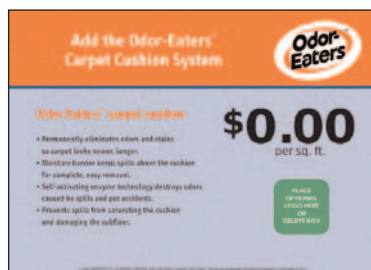 Add the Odor-Eaters™
Carpet Cushion System
Odor-
Eaters
Odor-Eaters™ carpet cushion:
• Permanently eliminates odors and stains
so carpet looks newer, longer.
• Moisture barrier keeps spills above the cushion
for complete, easy removal.
• Self-activating enzyme technology destroys odors
caused by spills and pet accidents.
• Prevents spills from saturating the cushion
and damaging the subfloor.
$0.00
per sq. ft.
PLACE
OPTIONAL
LOGO HERE
OR
DELETE BOX